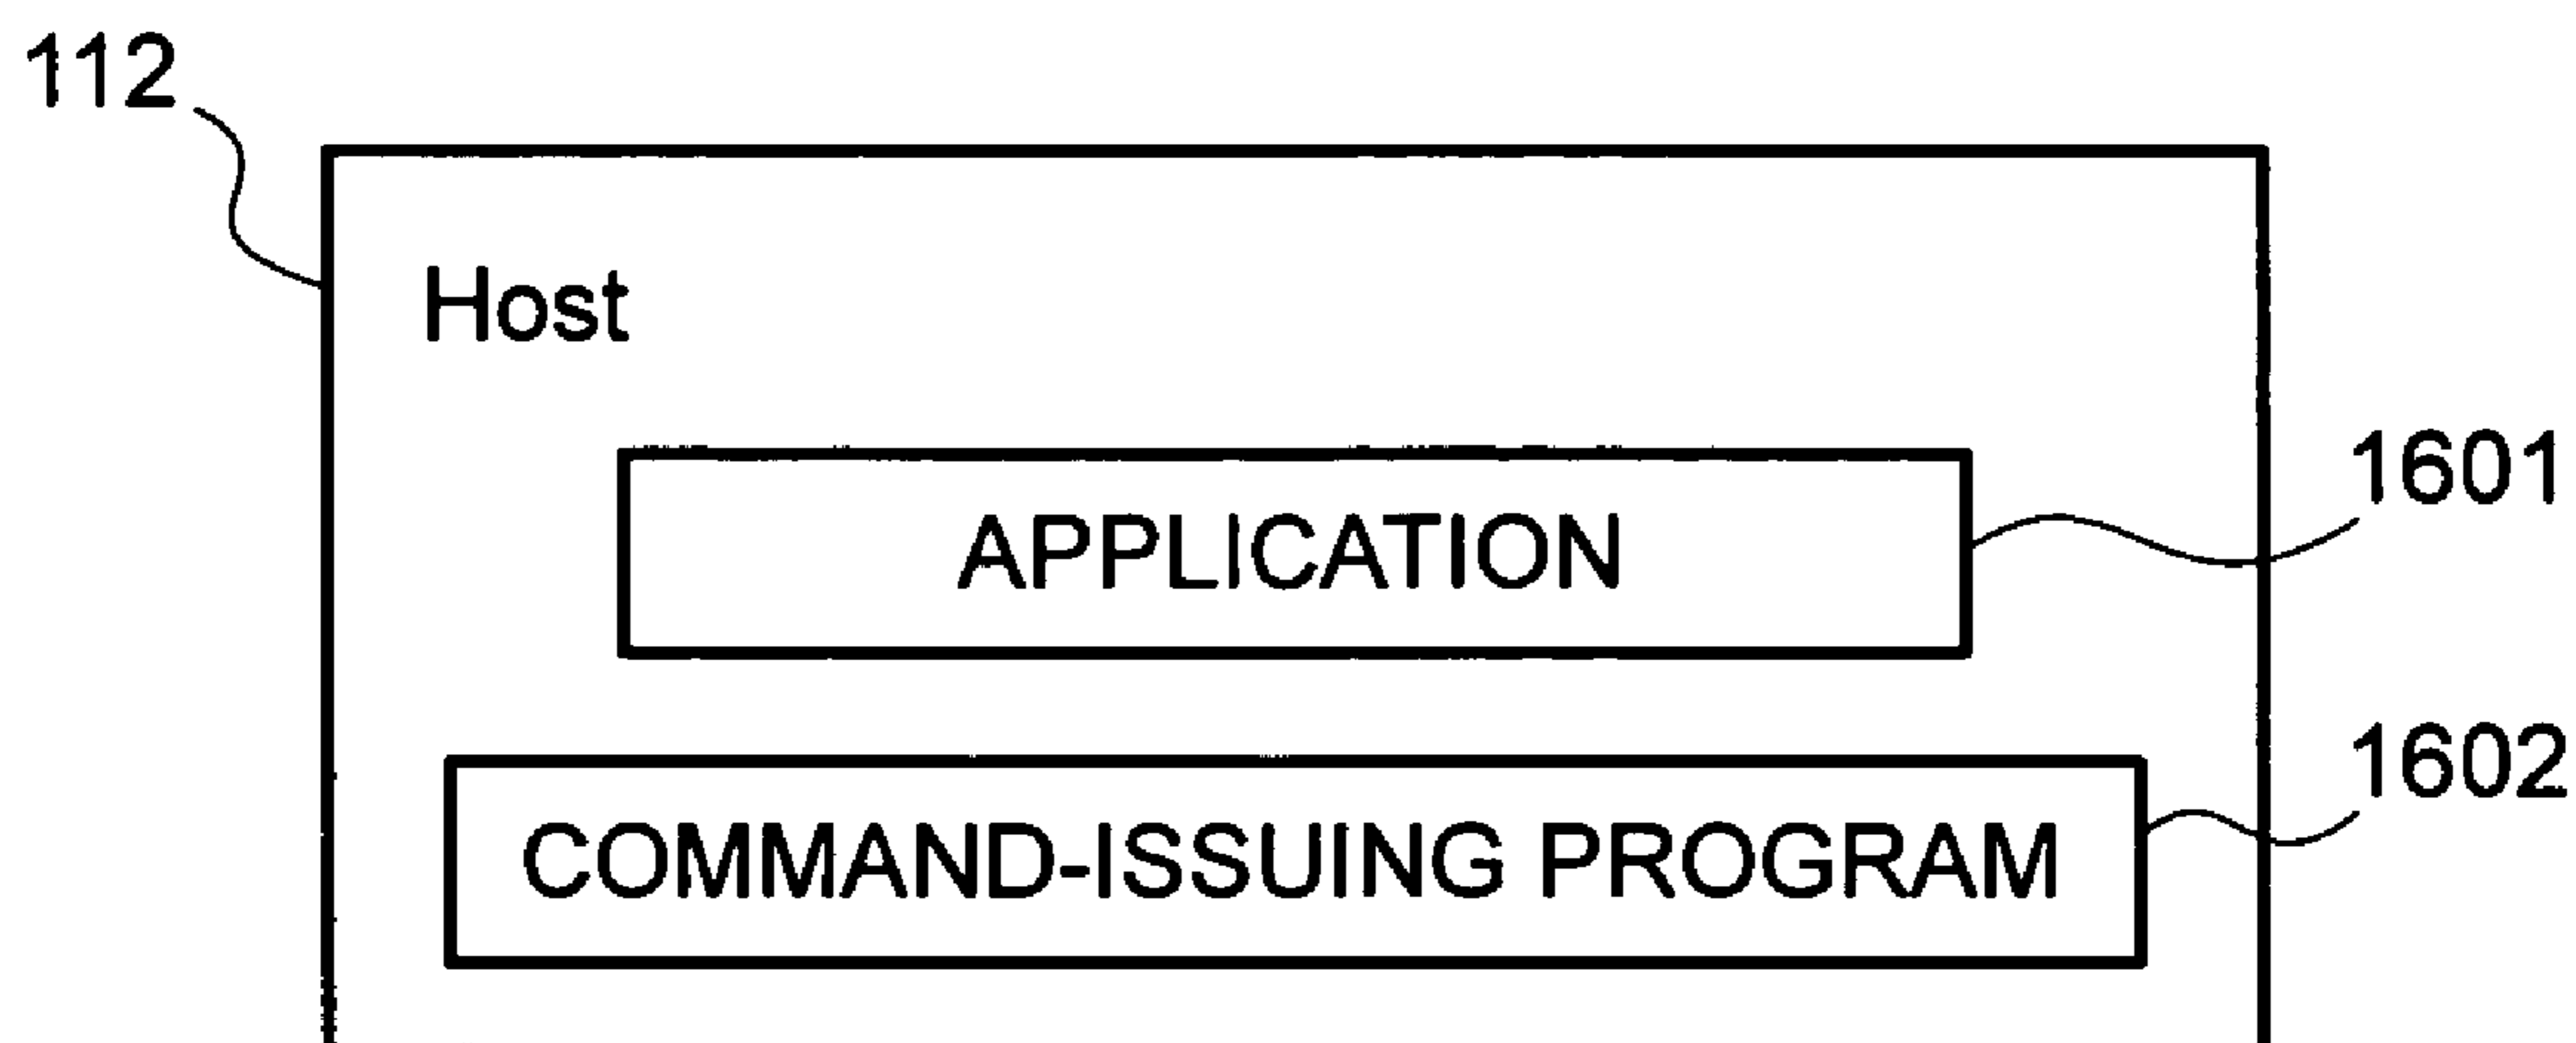 112
Host
APPLICATION
1601
COMMAND-ISSUING PROGRAM
1602